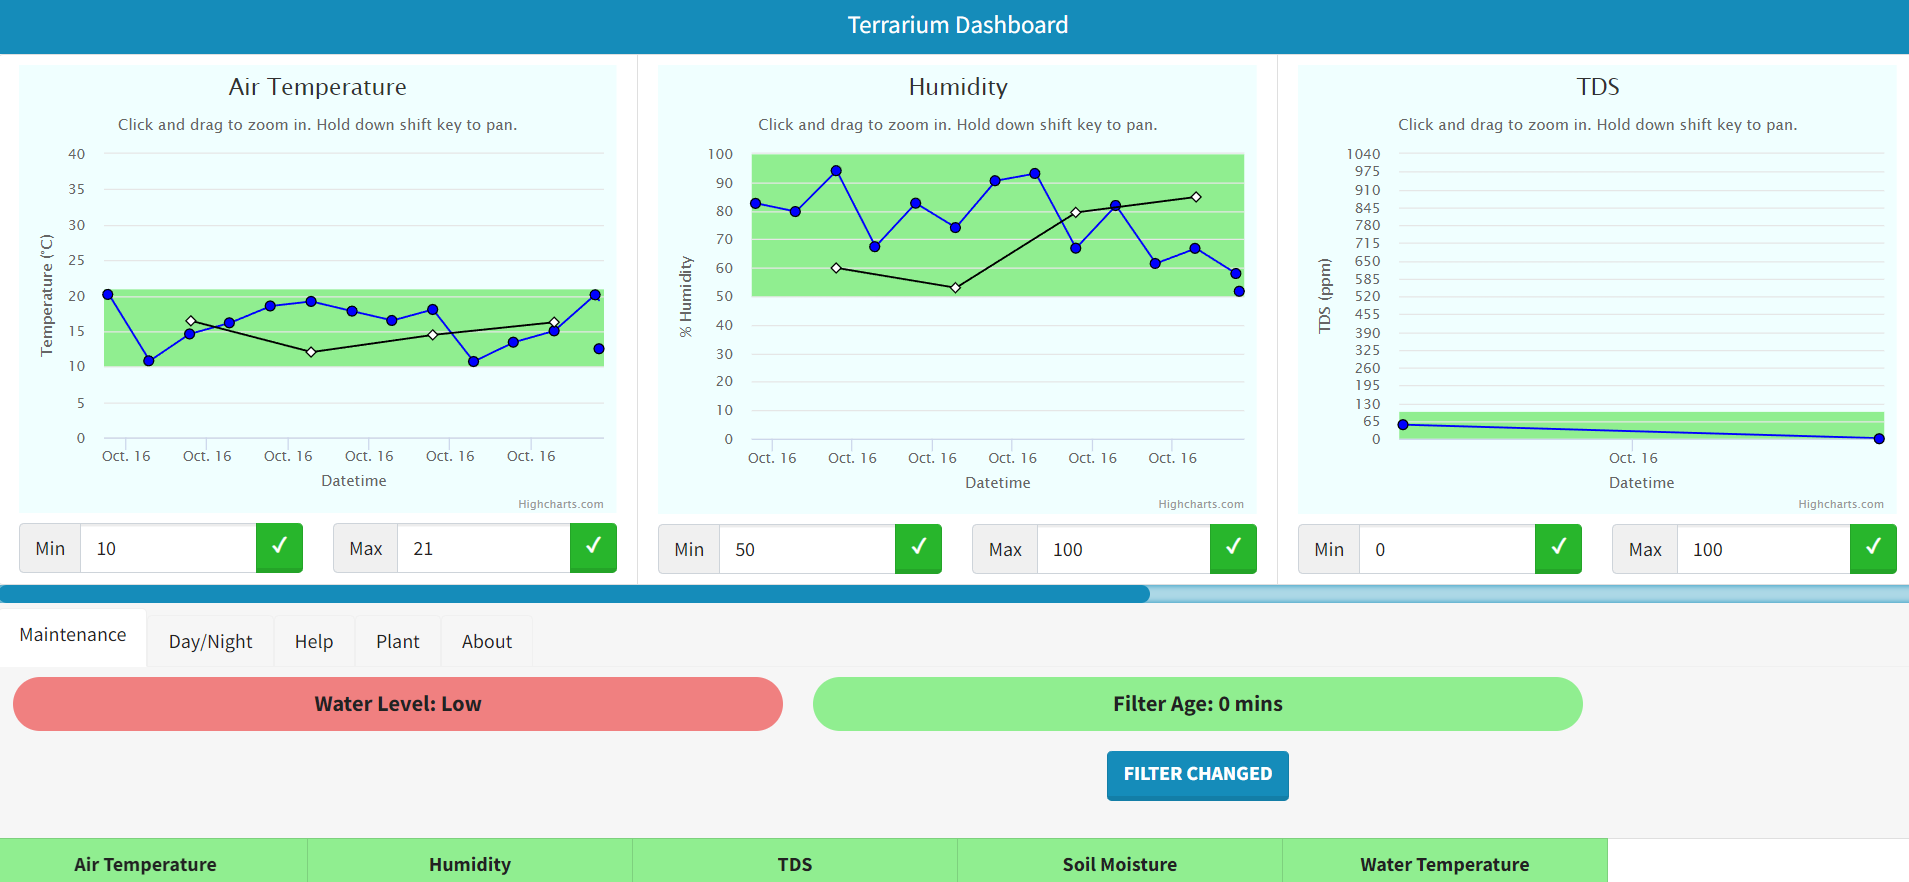 Terrarium Dashboard
Air Temperature
Click and drag to zoom in. Hold down shift key to pan.
Temperature (°C)
40
35
30
25
20
15
10
5
0
Oct. 16 Oct. 16 Oct. 16 Oct. 16 Oct. 16 Oct. 16
Datetime
Highcharts.com
Min 10 ✓ Max 21 ✓
Humidity
Click and drag to zoom in. Hold down shift key to pan.
% Humidity
100
90
80
70
60
50
40
30
20
10
0
Oct. 16 Oct. 16 Oct. 16 Oct. 16 Oct. 16 Oct. 16
Datetime
Highcharts.com
Min 50 ✓ Max 100 ✓
TDS
Click and drag to zoom in. Hold down shift key to pan.
TDS (ppm)
1040
975
910
845
780
715
650
585
520
455
390
325
260
195
130
65
0
Oct. 16
Datetime
Highcharts.com
Min 0 ✓ Max 100 ✓
Maintenance Day/Night Help Plant About
Water Level: Low Filter Age: 0 mins
FILTER CHANGED
Air Temperature Humidity TDS Soil Moisture Water Temperature